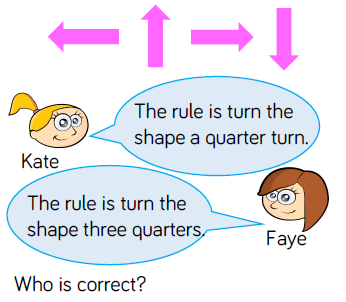 The rule is turn the
shape a quarter turn.
Kate
The rule is turn the
shape three quarters.
Faye
Who is correct?